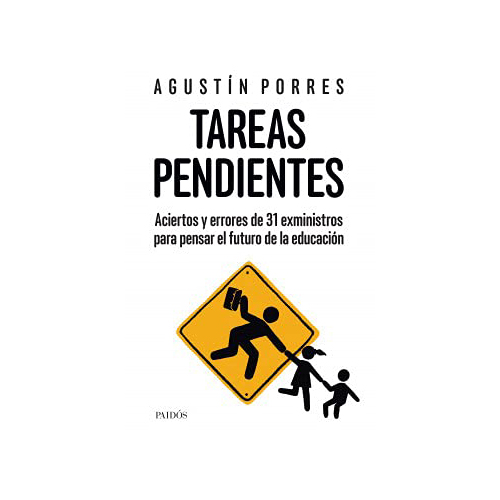 AGUSTÍN PORRES
TAREAS
PENDIENTES
Aciertos y errores de 31 exministros
para pensar el futuro de la educación
PAIDÓS